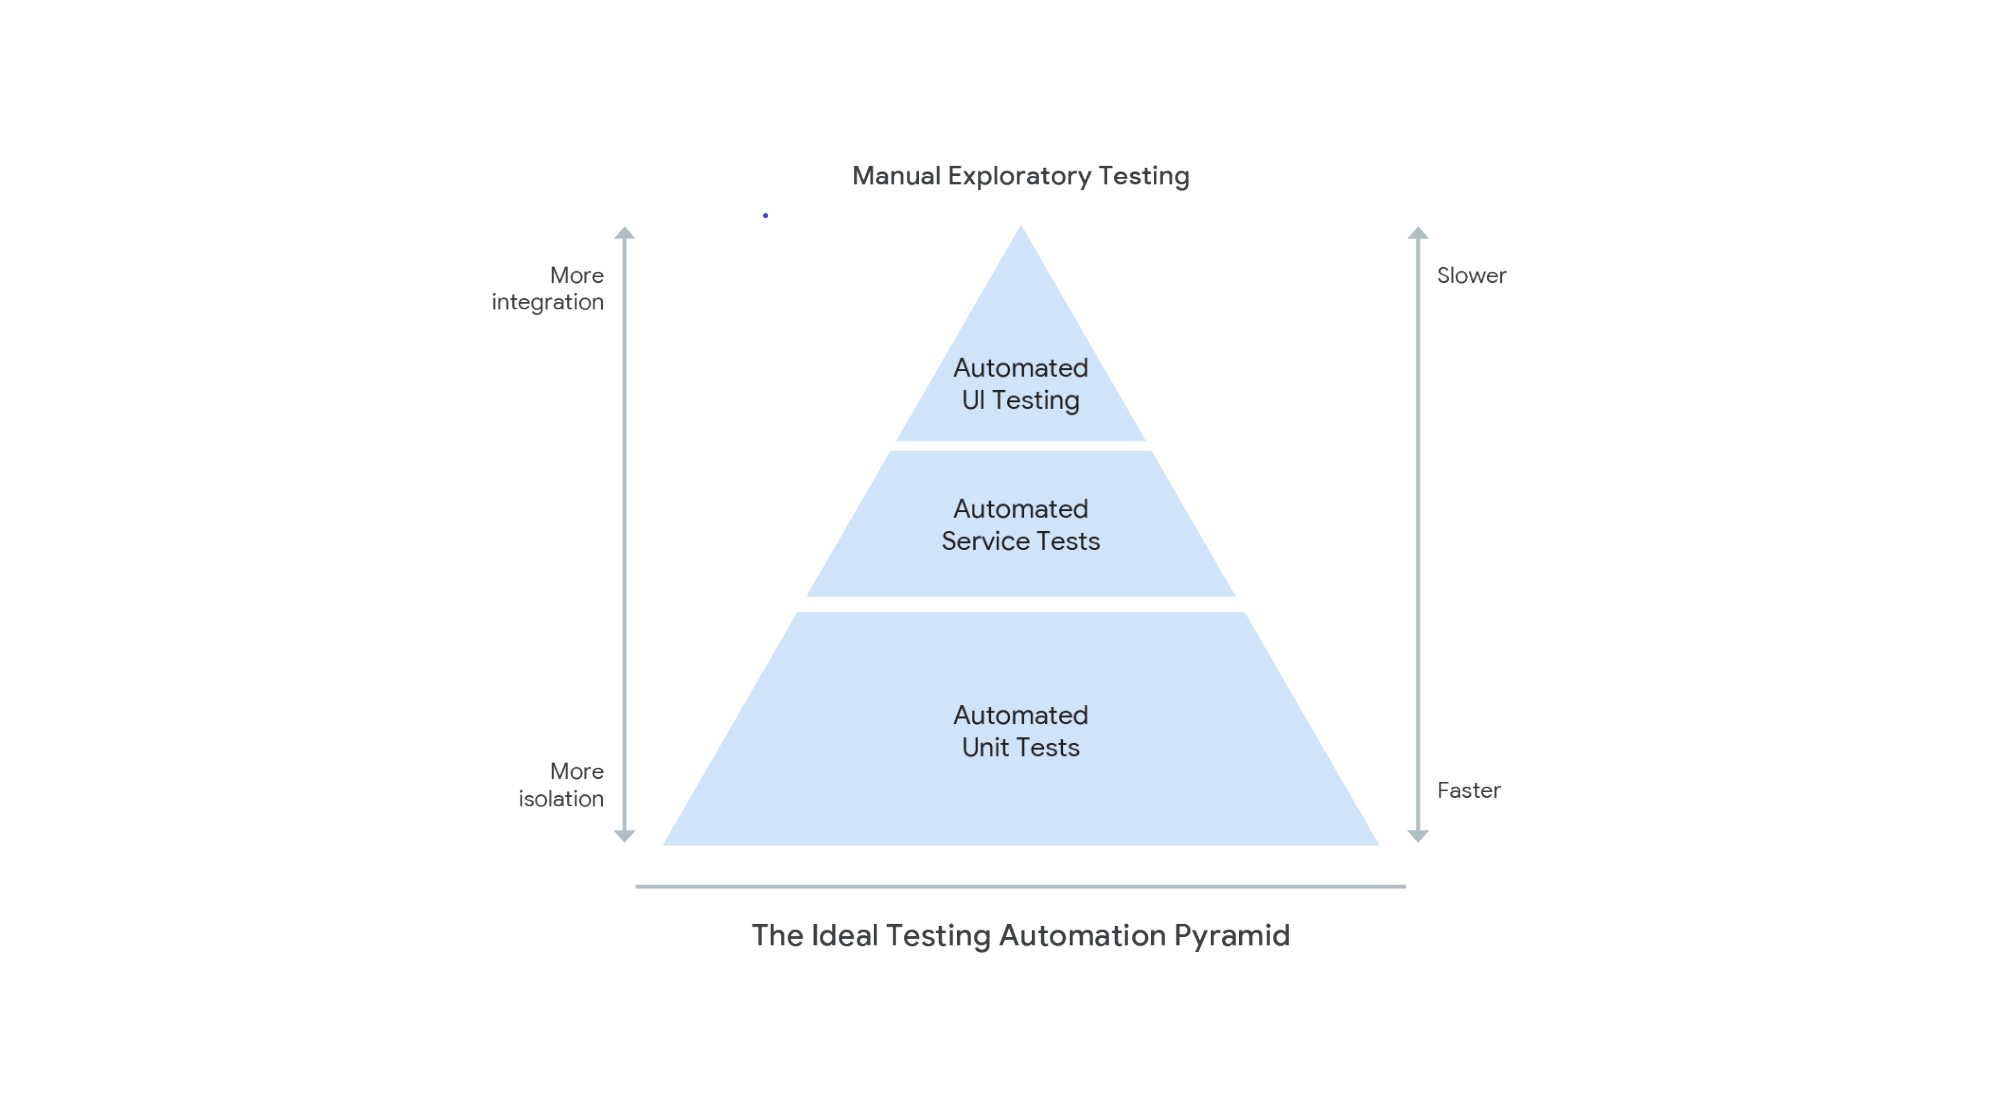 Manual Exploratory Testing
More
integration
Slower
Automated
UI Testing
Automated
Service Tests
Automated
Unit Tests
More
isolation
Faster
The Ideal Testing Automation Pyramid